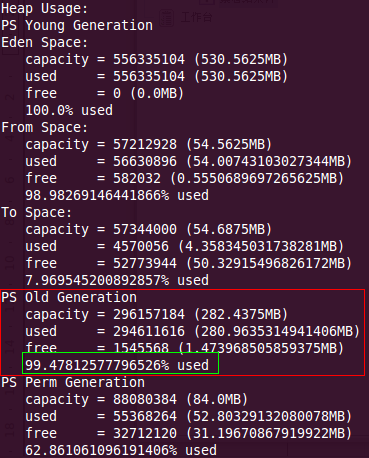 Heap Usage:
PS Young Generation
Eden Space:
   capacity = 556335104 (530.5625MB)
   used     = 556335104 (530.5625MB)
   free     = 0 (0.0MB)
   100.0% used
From Space:
   capacity = 57212928 (54.5625MB)
   used     = 56630896 (54.00743103027344MB)
   free     = 582032 (0.5550689697265625MB)
   98.98269146441866% used
To Space:
   capacity = 57344000 (54.6875MB)
   used     = 4570056 (4.358345031738281MB)
   free     = 52773944 (50.32915496826172MB)
   7.969545200892857% used
PS Old Generation
   capacity = 296157184 (282.4375MB)
   used     = 294611616 (280.9635314941406MB)
   free     = 1545568 (1.473968505859375MB)
   99.47812577796526% used
PS Perm Generation
   capacity = 88080384 (84.0MB)
   used     = 55368264 (52.80329132080078MB)
   free     = 32712120 (31.19670867919922MB)
   62.861061096191406% used